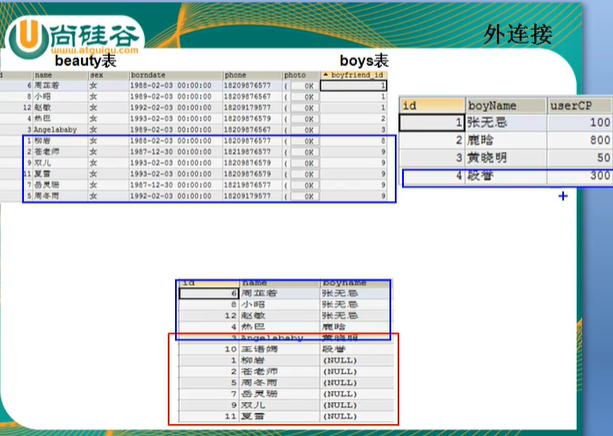 尚硅谷
www.atguigu.com
外连接
beauty表
boys表
id name sex borndate phone photo boyfriend_id
6 周芷若 女 1988-02-03 00:00:00 18209876577 ( OK 1
8 小昭 女 1989-02-03 00:00:00 18209876567 ( OK 1
12 赵敏 女 1992-02-03 00:00:00 18209179577 ( OK 1
4 热巴 女 1993-02-03 00:00:00 18209876579 ( OK 2
3 Angelababy 女 1989-02-03 00:00:00 18209876567 ( OK 3
1 柳岩 女 1988-02-03 00:00:00 18209876577 ( OK 8
2 苍老师 女 1987-12-30 00:00:00 18219876577 ( OK 9
9 双儿 女 1993-02-03 00:00:00 18209876579 ( OK 9
11 夏雪 女 1993-02-03 00:00:00 18209876579 ( OK 9
7 岳灵珊 女 1987-12-30 00:00:00 18219876577 ( OK 9
5 周冬雨 女 1992-02-03 00:00:00 18209179577 ( OK 9
id boyName userCP
1 张无忌 100
2 鹿晗 800
3 黄晓明 50
4 段誉 300
id name boyname
6 周芷若 张无忌
8 小昭 张无忌
12 赵敏 张无忌
4 热巴 鹿晗
3 Angelababy 黄晓明
10 王语嫣 段誉
1 柳岩 (NULL)
2 苍老师 (NULL)
5 周冬雨 (NULL)
7 岳灵珊 (NULL)
9 双儿 (NULL)
11 夏雪 (NULL)